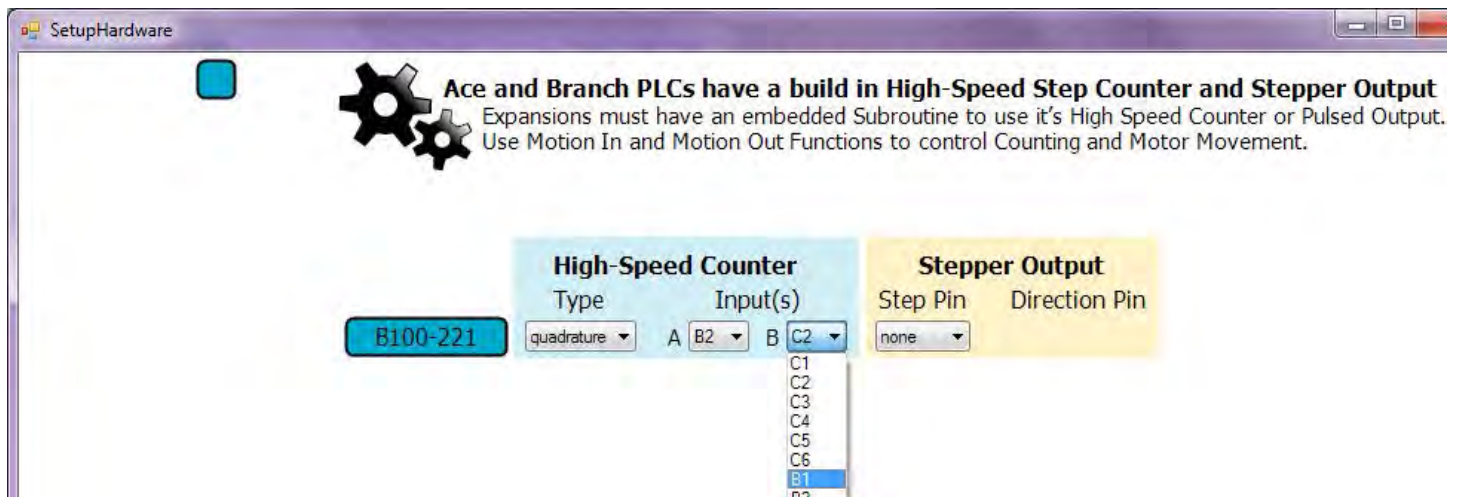 SetupHardware
Ace and Branch PLCs have a build in High-Speed Step Counter and Stepper Output
Expansions must have an embedded Subroutine to use it's High Speed Counter or Pulsed Output.
Use Motion In and Motion Out Functions to control Counting and Motor Movement.
High-Speed Counter Stepper Output
Type Input(s) Step Pin Direction Pin
B100-221 quadrature A B2 B C2 none
C1
C2
C3
C4
C5
C6
B1